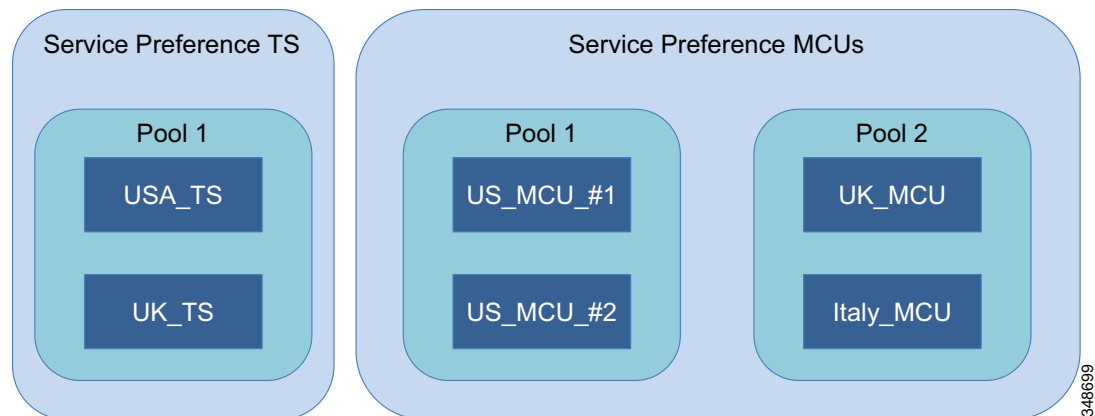 Service Preference TS
Pool 1
USA_TS
UK_TS
Service Preference MCUs
Pool 1
US_MCU_#1
US_MCU_#2
Pool 2
UK_MCU
Italy_MCU
348699